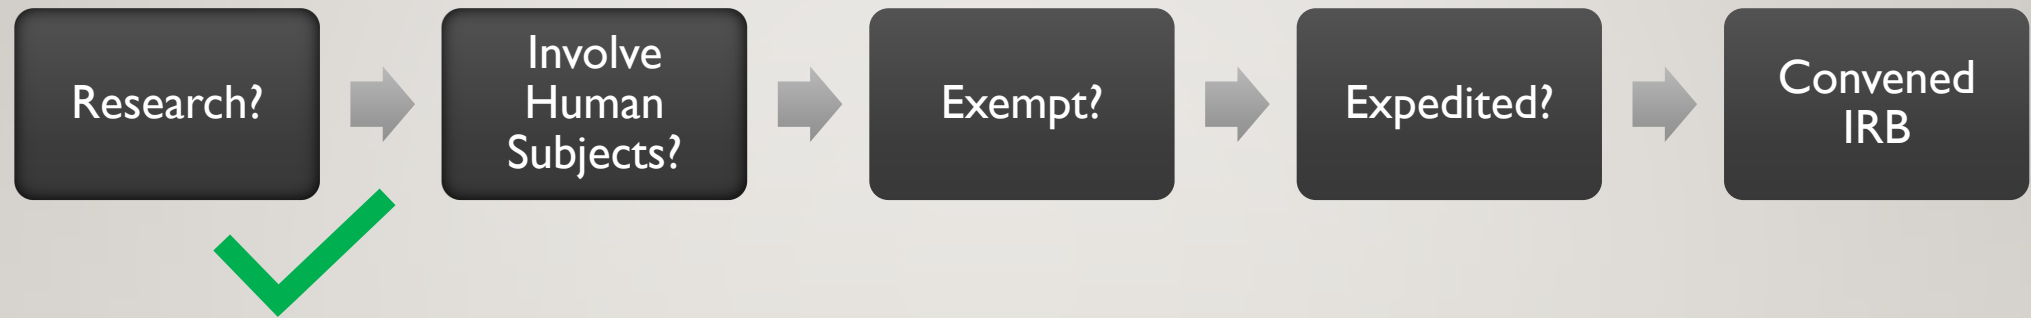 Research?
Involve
Human
Subjects?
Exempt?
Expedited?
Convened
IRB